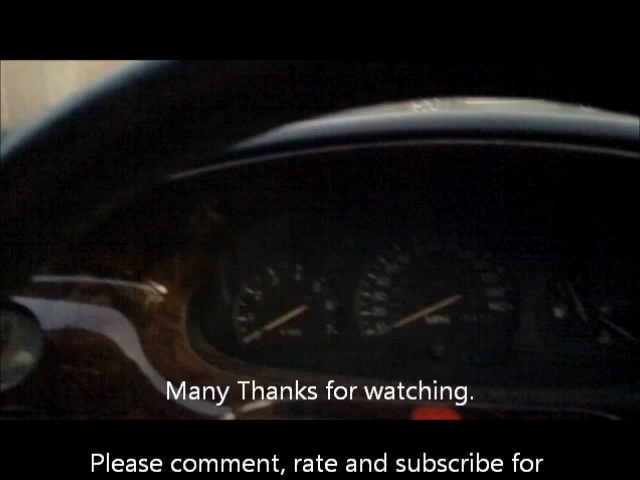 Many Thanks for watching.
Please comment, rate and subscribe for